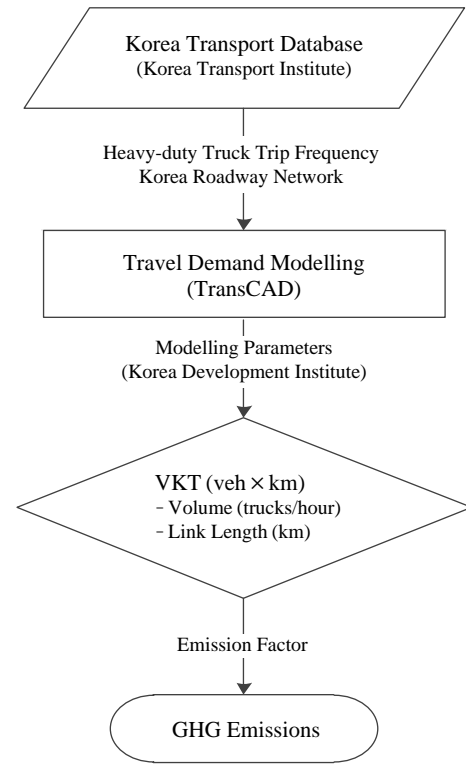 Korea Transport Database
(Korea Transport Institute)
Heavy-duty Truck Trip Frequency
Korea Roadway Network
Travel Demand Modelling
(TransCAD)
Modelling Parameters
(Korea Development Institute)
VKT (veh × km)
- Volume (trucks/hour)
- Link Length (km)
Emission Factor
GHG Emissions